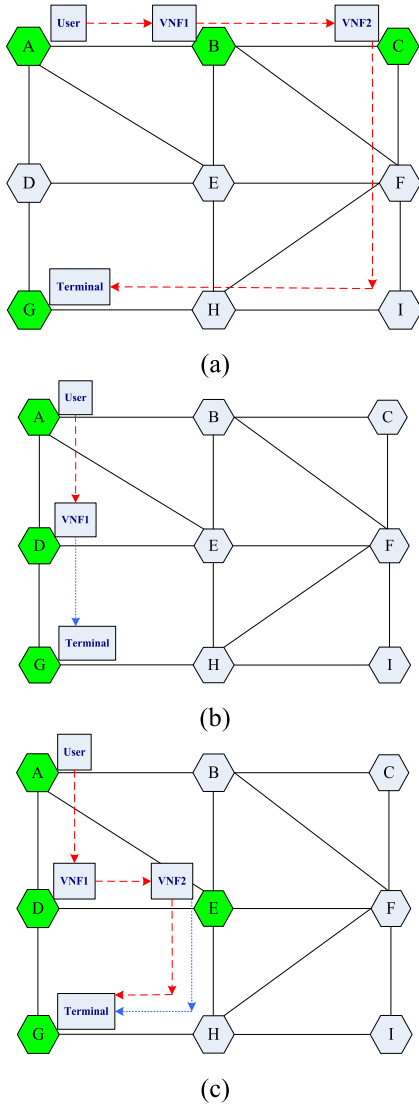 User VNF1 VNF2
A B C
D E F
Terminal
G H I
(a)
User
A B C
VNF1
D E F
Terminal
G H I
(b)
User
A B C
VNF1 VNF2
D E F
Terminal
G H I
(c)